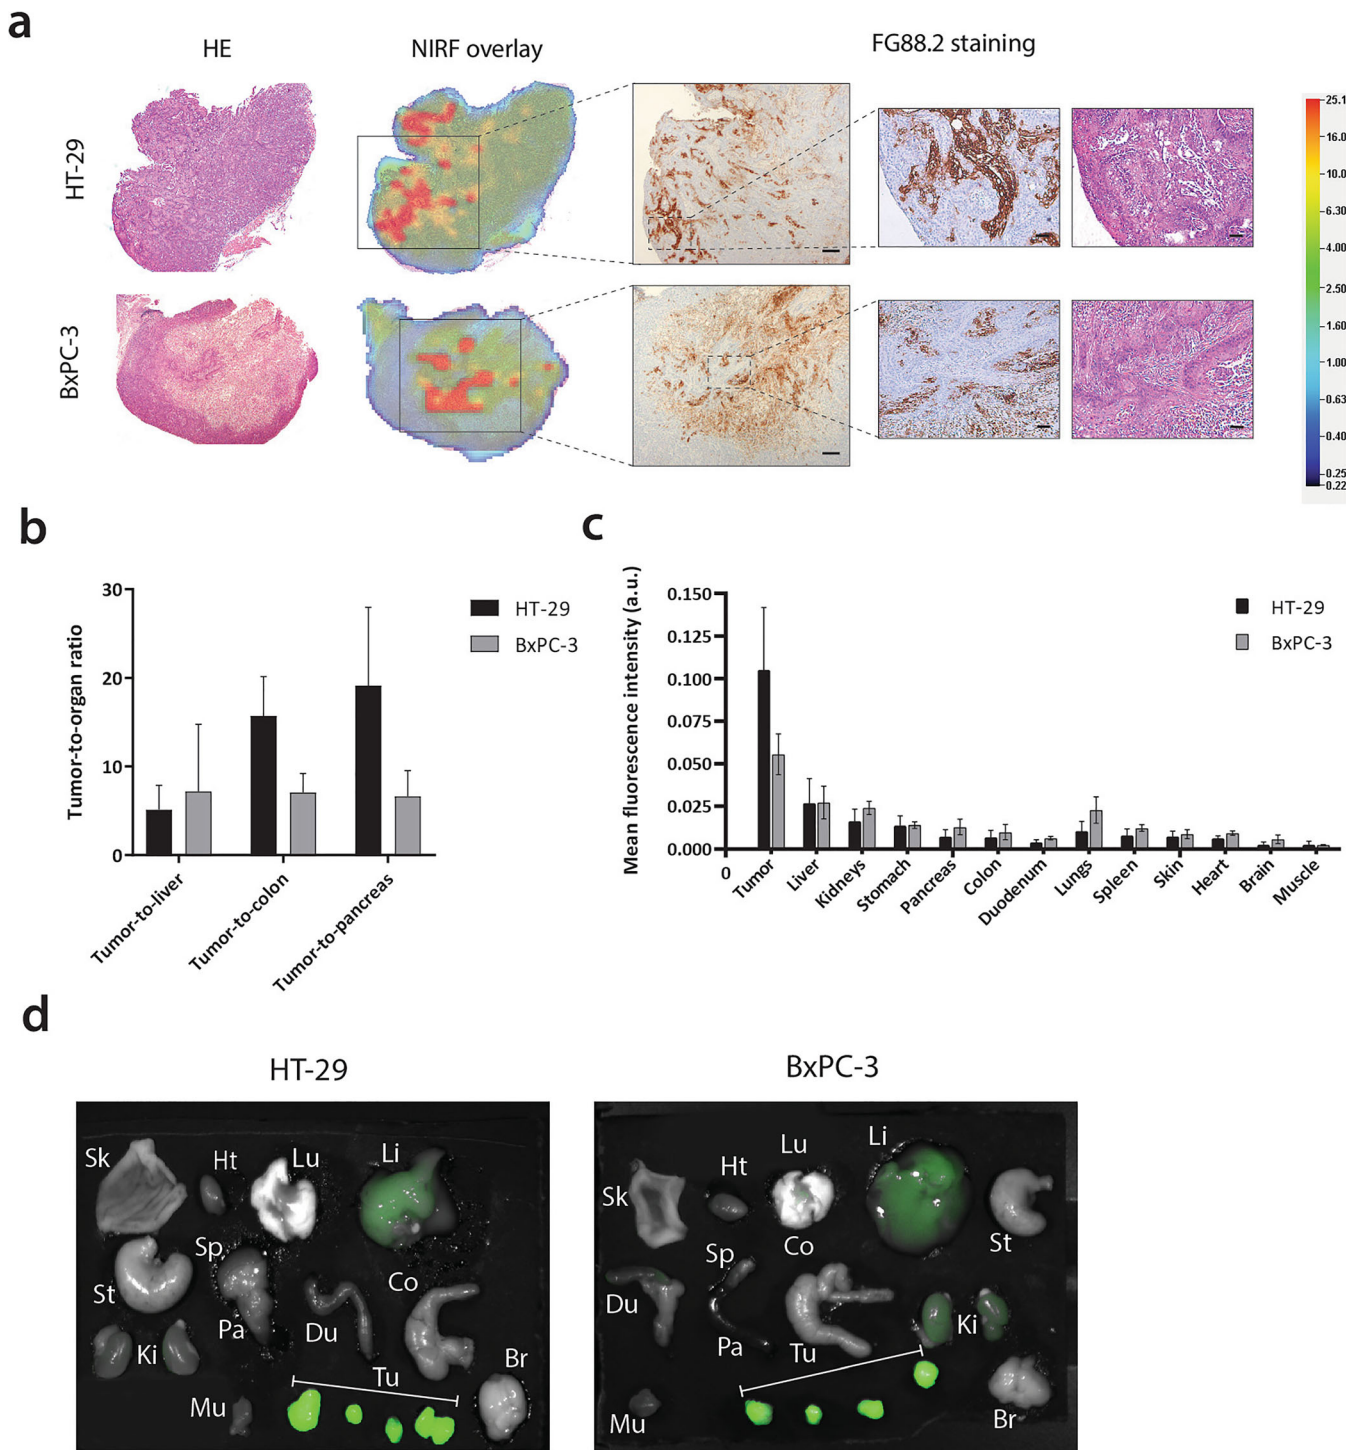 a
HE
NIRF overlay
FG88.2 staining
HT-29
BxPC-3
25.1
16.0
10.0
6.30
4.00
2.50
1.60
1.00
0.63
0.40
0.25
0.22
b
Tumor-to-organ ratio
30
20
10
0
HT-29
BxPC-3
Tumor-to-liver
Tumor-to-colon
Tumor-to-pancreas
c
Mean fluorescence intensity (a.u.)
0.150
0.125
0.100
0.075
0.050
0.025
0.000
0
HT-29
BxPC-3
Tumor
Liver
Kidneys
Stomach
Pancreas
Colon
Duodenum
Lungs
Spleen
Skin
Heart
Brain
Muscle
d
HT-29
Sk
Ht
Lu
Li
St
Sp
Pa
Du
Co
Ki
Mu
Tu
Br
BxPC-3
Sk
Ht
Lu
Li
St
Du
Sp
Co
Pa
Tu
Ki
Mu
Br